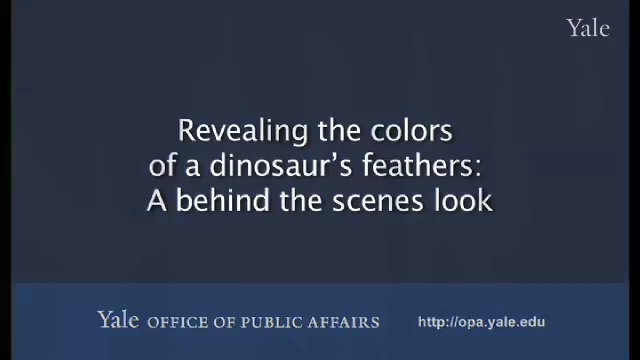 Yale
Revealing the colors
of a dinosaur's feathers:
A behind the scenes look
Yale OFFICE OF PUBLIC AFFAIRS http://opa.yale.edu